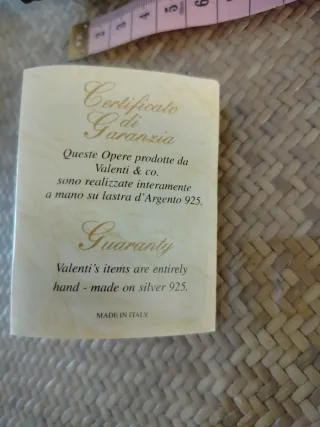 Certificato
di
Garanzia
Queste Opere prodotte da
Valenti & co.
sono realizzate interamente
a mano su lastra d'Argento 925.
Guaranty
Valenti's items are entirely
hand - made on silver 925.
MADE IN ITALY